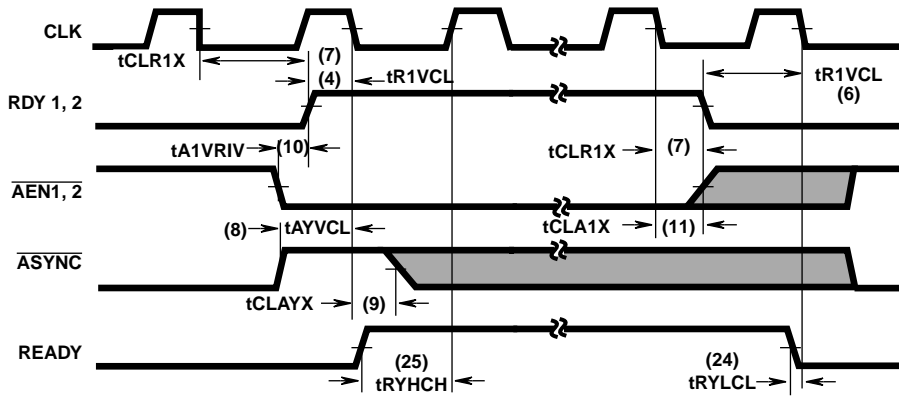 CLK
tCLR1X
(7)
(4)
tR1VCL
tR1VCL
(6)
RDY 1, 2
tA1VRIV
(10)
tCLR1X
(7)
AEN1, 2
(8)
tAYVCL
tCLA1X
(11)
ASYNC
tCLAYX
(9)
READY
(25)
tRYHCH
(24)
tRYLCL